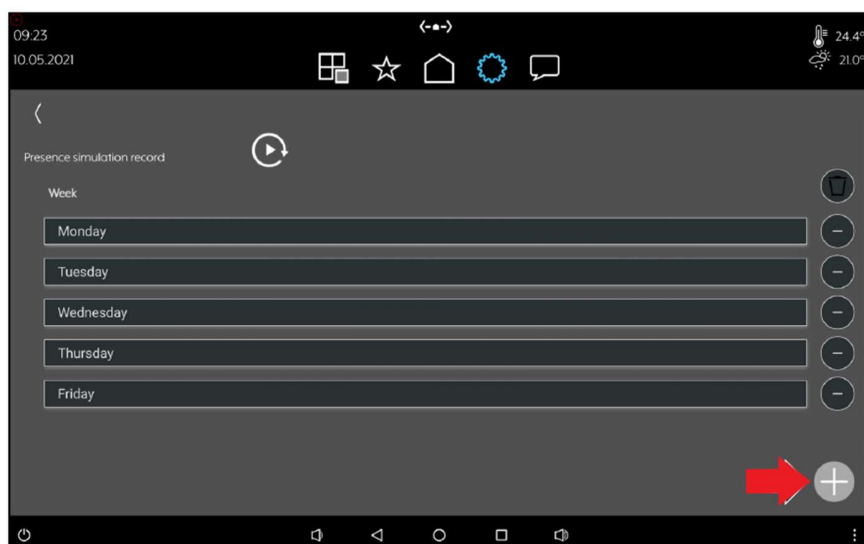 09:23
10.05.2021
24.4°
21.0°
Presence simulation record
Week
Monday
Tuesday
Wednesday
Thursday
Friday